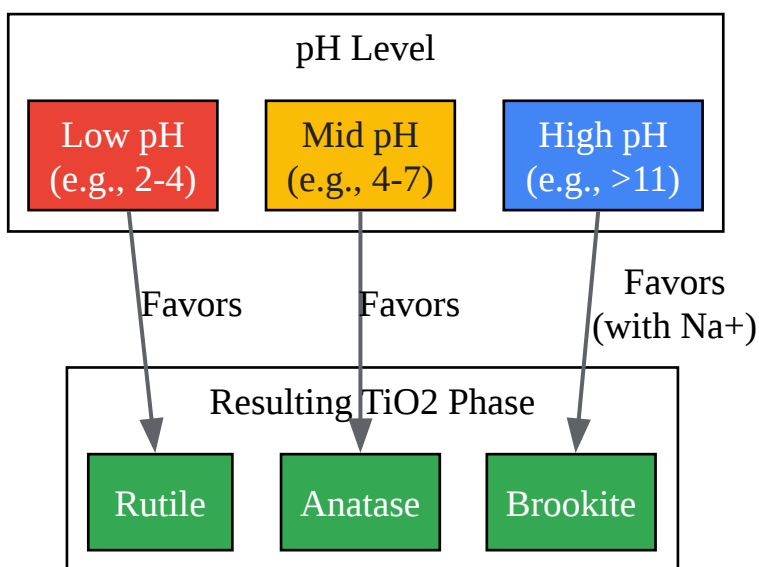 pH Level
Low pH
(e.g., 2-4)
Mid pH
(e.g., 4-7)
High pH
(e.g., >11)
Favors
Favors
Favors
(with Na+)
Resulting TiO2 Phase
Rutile
Anatase
Brookite